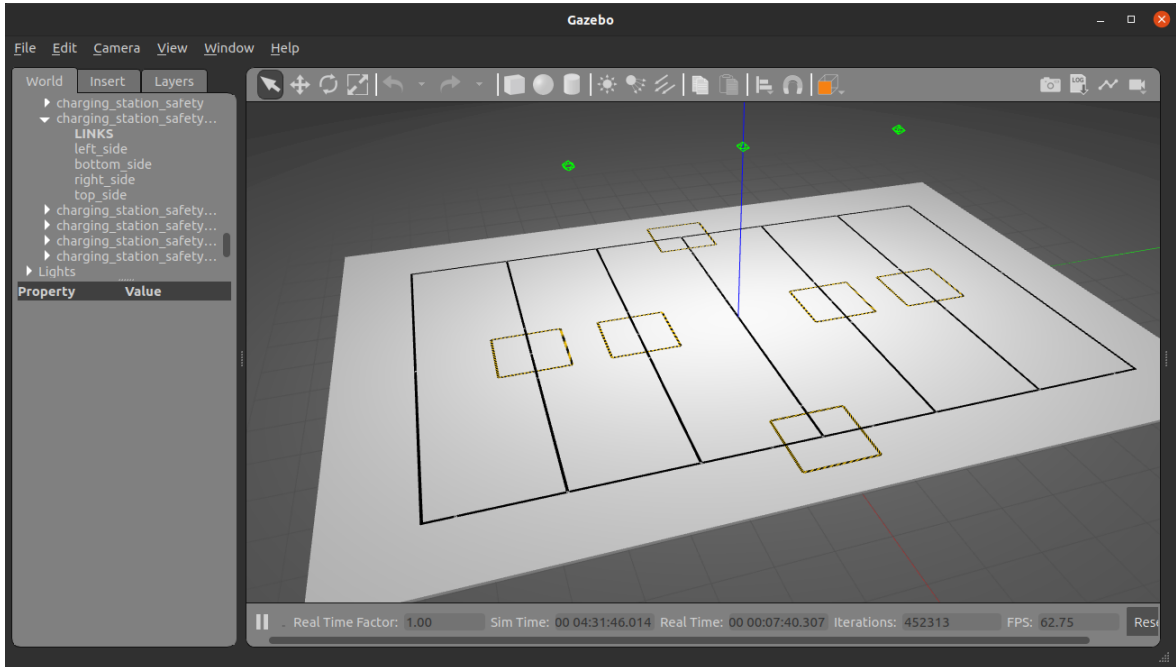 Gazebo
File Edit Camera View Window Help
World Insert Layers
charging_station_safety
charging_station_safety...
LINKS
left_side
bottom_side
right_side
top_side
charging_station_safety...
charging_station_safety...
charging_station_safety...
charging_station_safety...
Lights
Property Value
LOG
Real Time Factor: 1.00 Sim Time: 00 04:31:46.014 Real Time: 00 00:07:40.307 Iterations: 452313 FPS: 62.75 Rese